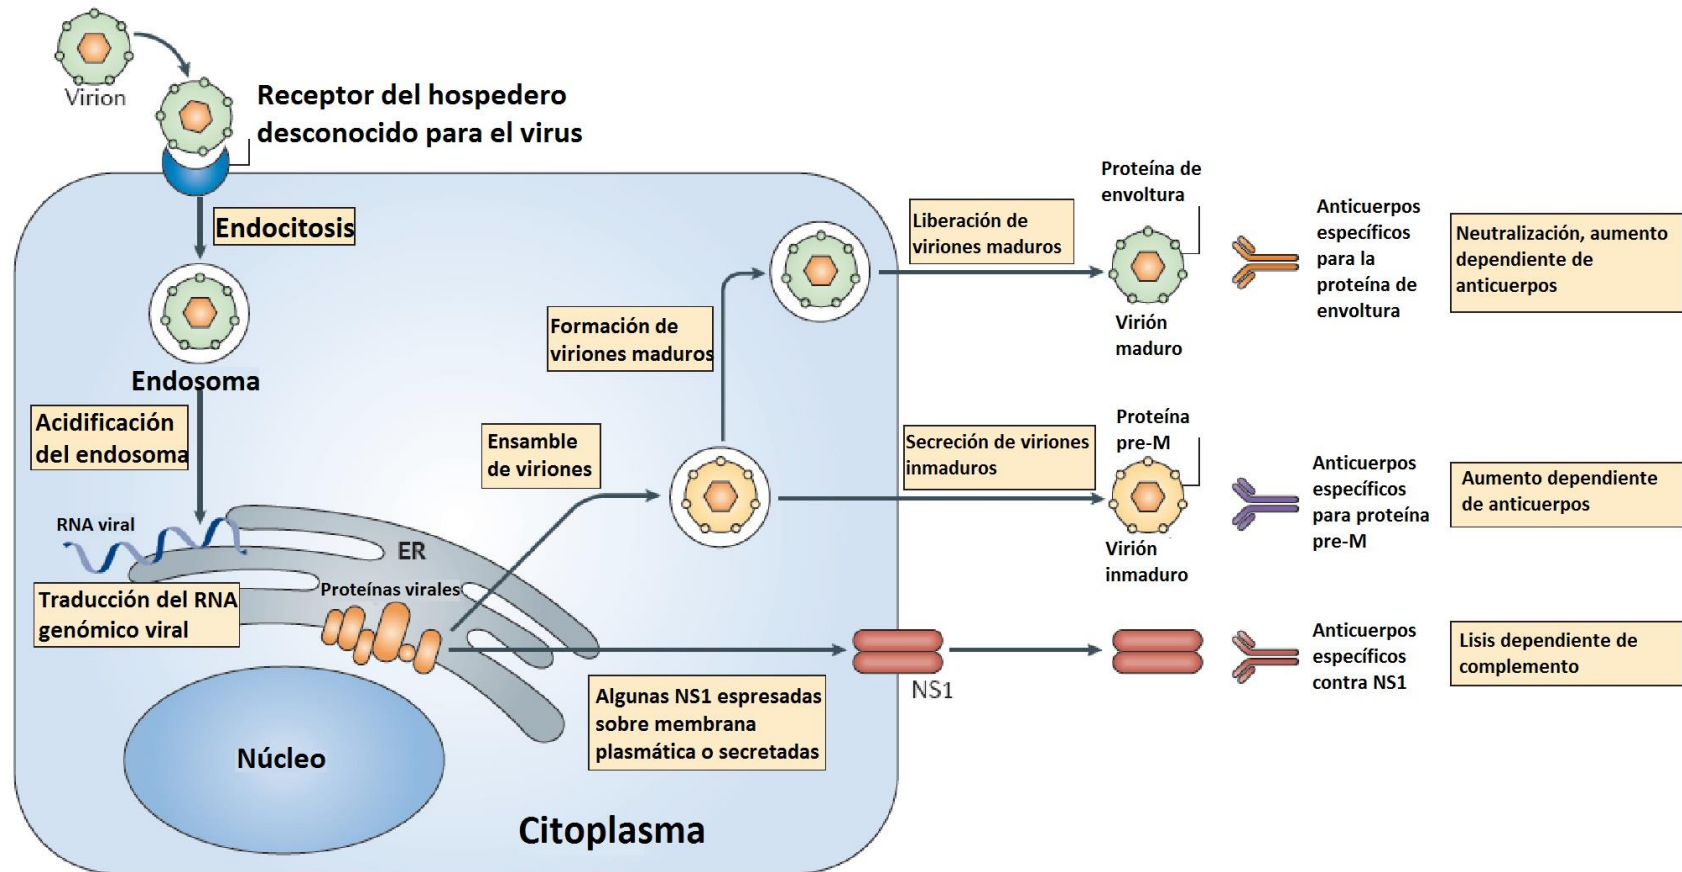 Virion
Receptor del hospedero
desconocido para el virus
Endocitosis
Endosoma
Acidificación
del endosoma
RNA viral
ER
Traducción del RNA
genómico viral
Proteínas virales
Núcleo
Citoplasma
Ensamble
de viriones
Formación de
viriones maduros
Algunas NS1 espresadas
sobre membrana
plasmática o secretadas
NS1
Liberación de
viriones maduros
Proteína de
envoltura
Virión
maduro
Anticuerpos
específicos
para la
proteína de
envoltura
Neutralización, aumento
dependiente de
anticuerpos
Secreción de viriones
inmaduros
Proteína
pre-M
Virión
inmaduro
Anticuerpos
específicos
para proteína
pre-M
Aumento dependiente
de anticuerpos
Anticuerpos
específicos
contra NS1
Lisis dependiente de
complemento